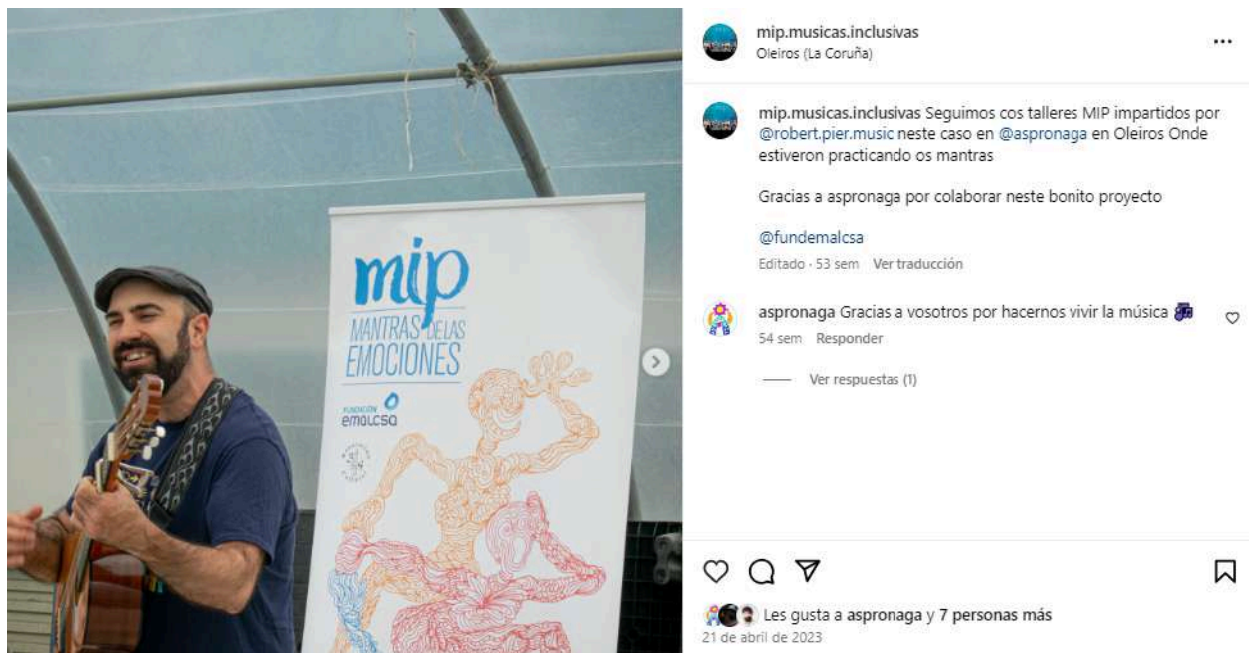 mip.musicas.inclusivas
Oleiros (La Coruña)
mip.musicas.inclusivas Seguimos cos talleres MIP impartidos por
@robert.pier.music neste caso en @aspronaga en Oleiros Onde
estiveron practicando os mantras
Gracias a aspronaga por colaborar neste bonito proyecto
@fundemalcsa
Editado · 53 sem Ver traducción
aspronaga Gracias a vosotros por hacernos vivir la música
54 sem Responder
Ver respuestas (1)
Les gusta a aspronaga y 7 personas más
21 de abril de 2023
mip
MANTRAS DE LAS
EMOCIONES
FUNDACIÓN
emalcsa